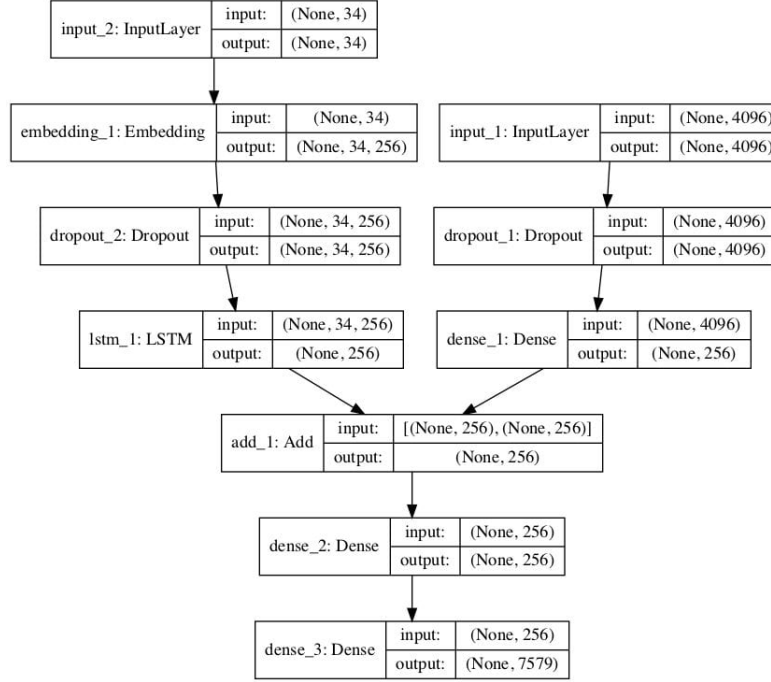 input_2: InputLayer
input: (None, 34)
output: (None, 34)
embedding_1: Embedding
input: (None, 34)
output: (None, 34, 256)
input_1: InputLayer
input: (None, 4096)
output: (None, 4096)
dropout_2: Dropout
input: (None, 34, 256)
output: (None, 34, 256)
dropout_1: Dropout
input: (None, 4096)
output: (None, 4096)
lstm_1: LSTM
input: (None, 34, 256)
output: (None, 256)
dense_1: Dense
input: (None, 4096)
output: (None, 256)
add_1: Add
input: [(None, 256), (None, 256)]
output: (None, 256)
dense_2: Dense
input: (None, 256)
output: (None, 256)
dense_3: Dense
input: (None, 256)
output: (None, 7579)